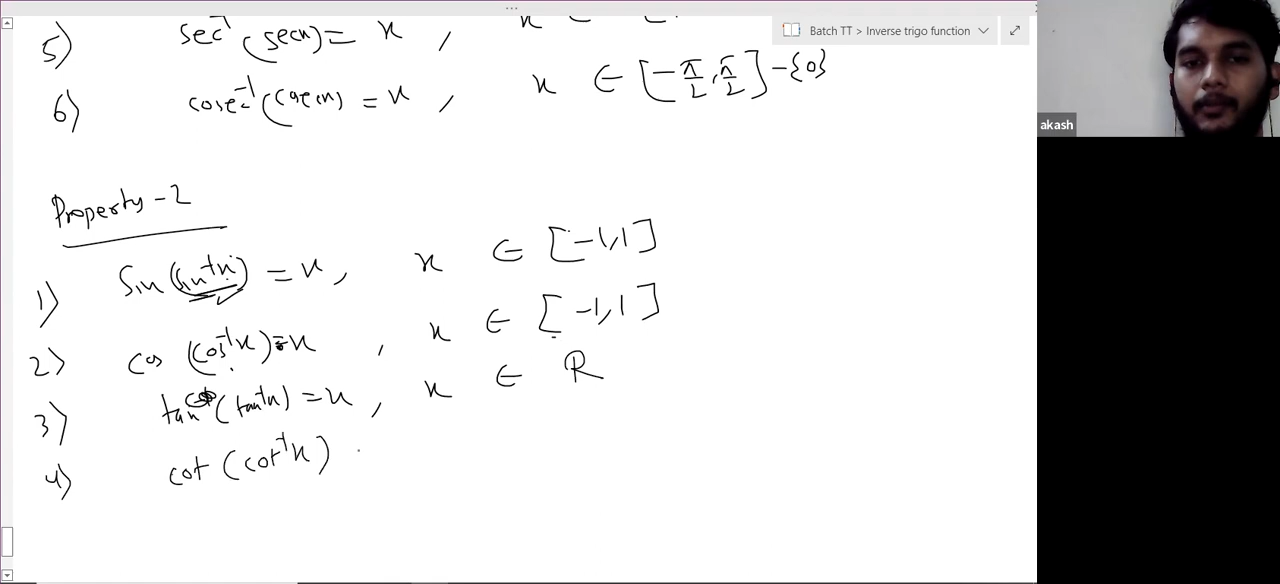 Batch TT > Inverse trigo function
5) sec⁻¹(secx) = x , x ∈ [
6) cosec⁻¹(cosecx) = x , x ∈ [-π/2, π/2] - {0}
akash
Property-2
1) Sin(sin⁻¹x) = x, x ∈ [-1,1]
2) cos(cos⁻¹x) = x , x ∈ [-1,1]
3) tan(tan⁻¹x) = x , x ∈ R
4) cot(cot⁻¹x)